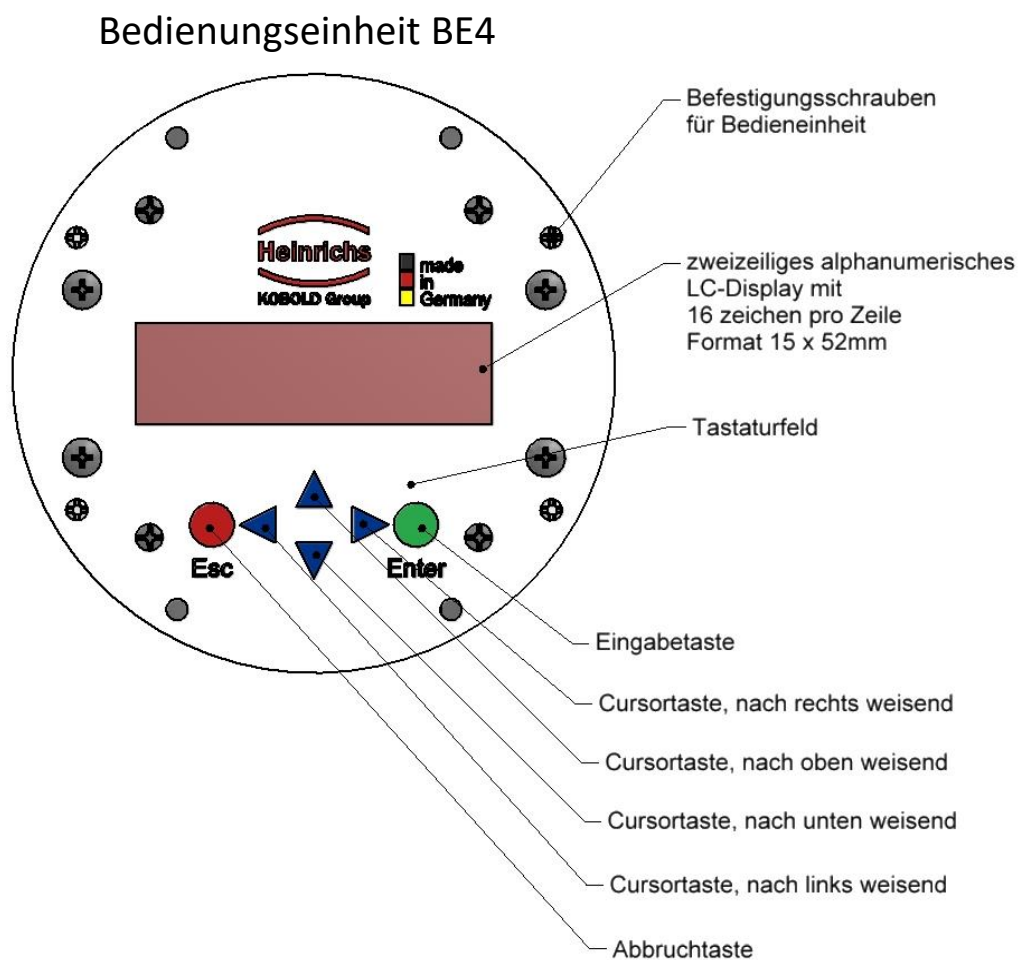 Bedienungseinheit BE4
Befestigungsschrauben
für Bedieneinheit
Heinrichs
KOBOLD Group
made
in
Germany
zweizeiliges alphanumerisches
LC-Display mit
16 zeichen pro Zeile
Format 15 x 52mm
Tastaturfeld
Esc
Enter
Eingabetaste
Cursortaste, nach rechts weisend
Cursortaste, nach oben weisend
Cursortaste, nach unten weisend
Cursortaste, nach links weisend
Abbruchtaste